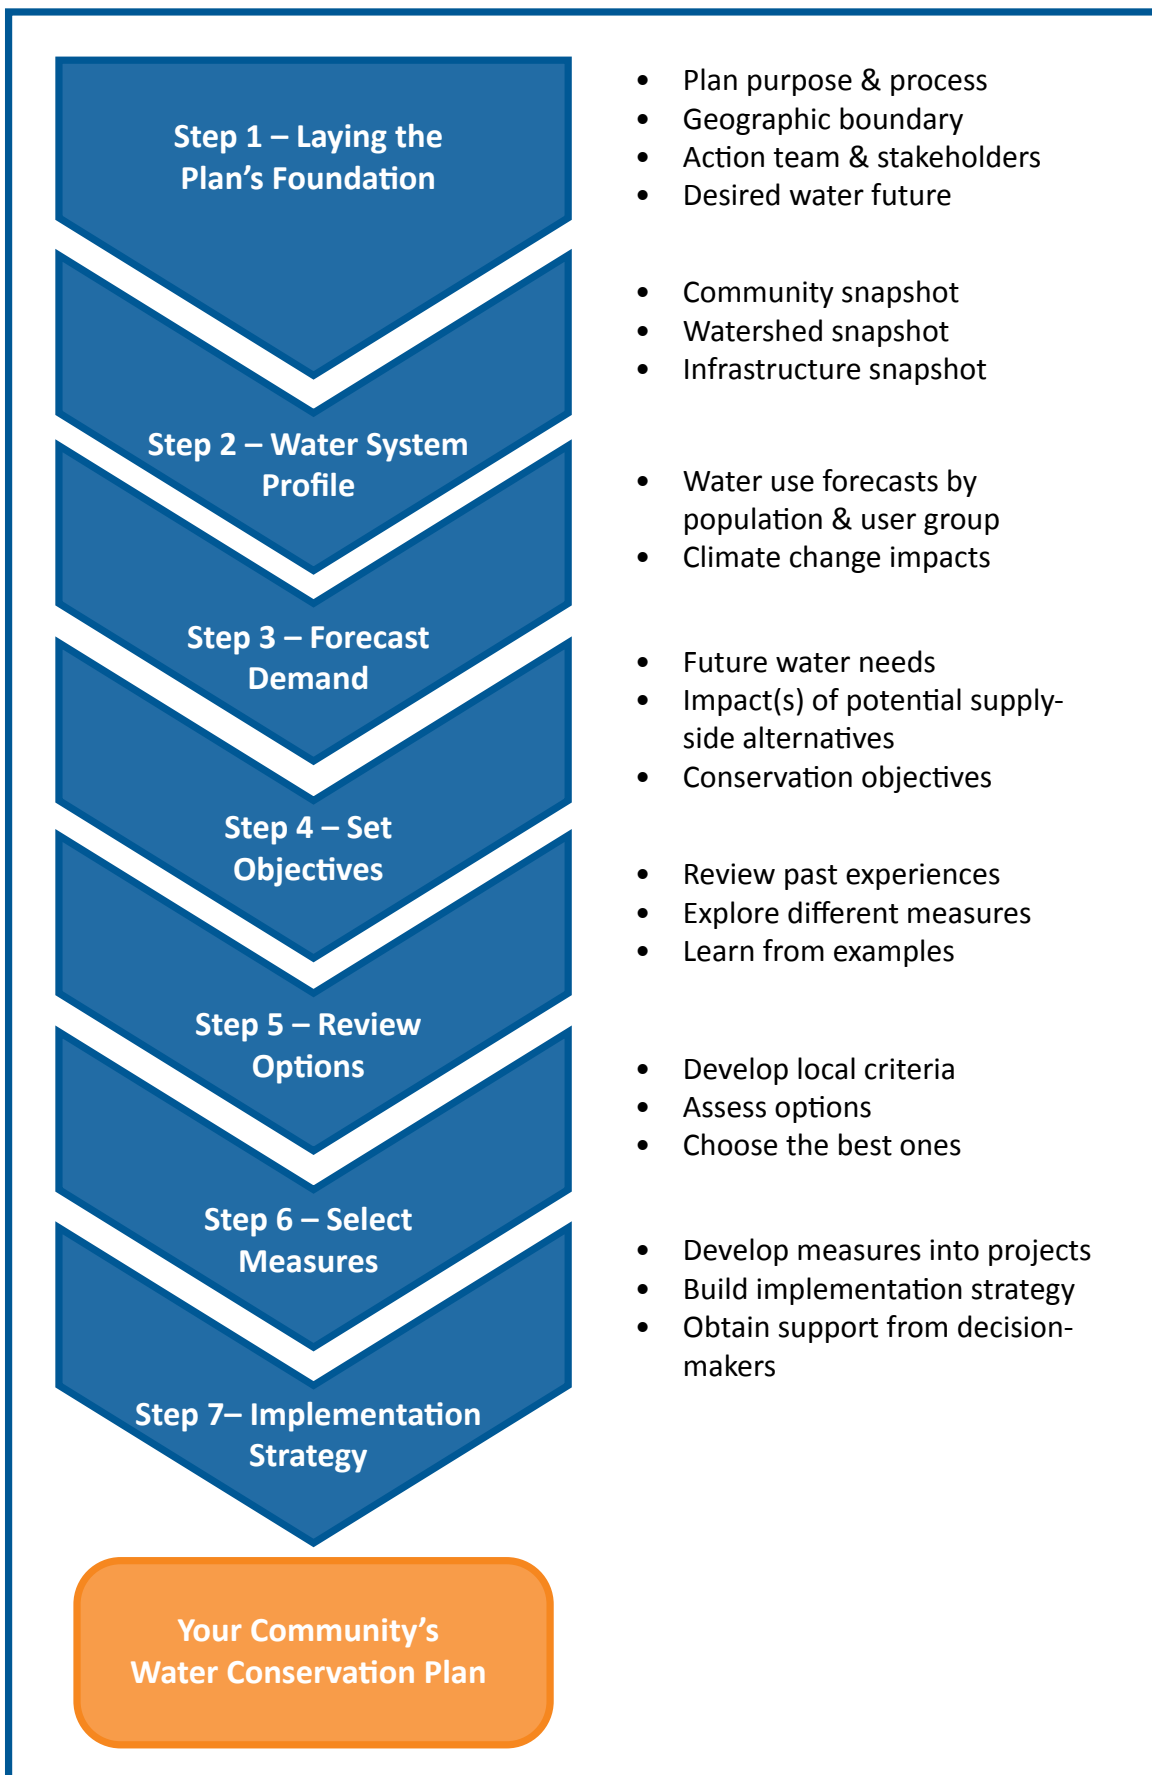 Step 1 – Laying the
Plan’s Foundation
• Plan purpose & process
• Geographic boundary
• Action team & stakeholders
• Desired water future
Step 2 – Water System
Profile
• Community snapshot
• Watershed snapshot
• Infrastructure snapshot
Step 3 – Forecast
Demand
• Water use forecasts by
population & user group
• Climate change impacts
Step 4 – Set
Objectives
• Future water needs
• Impact(s) of potential supply-
side alternatives
• Conservation objectives
Step 5 – Review
Options
• Review past experiences
• Explore different measures
• Learn from examples
Step 6 – Select
Measures
• Develop local criteria
• Assess options
• Choose the best ones
Step 7– Implementation
Strategy
• Develop measures into projects
• Build implementation strategy
• Obtain support from decision-
makers
Your Community’s
Water Conservation Plan